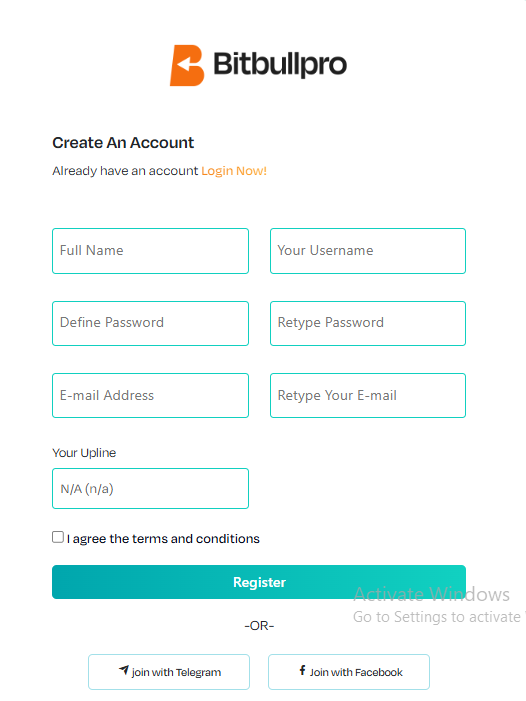 Bitbullpro
Create An Account
Already have an account Login Now!
Full Name
Your Username
Define Password
Retype Password
E-mail Address
Retype Your E-mail
Your Upline
N/A (n/a)
I agree the terms and conditions
Register
Activate Windows
Go to Settings to activate
-OR-
join with Telegram
Join with Facebook